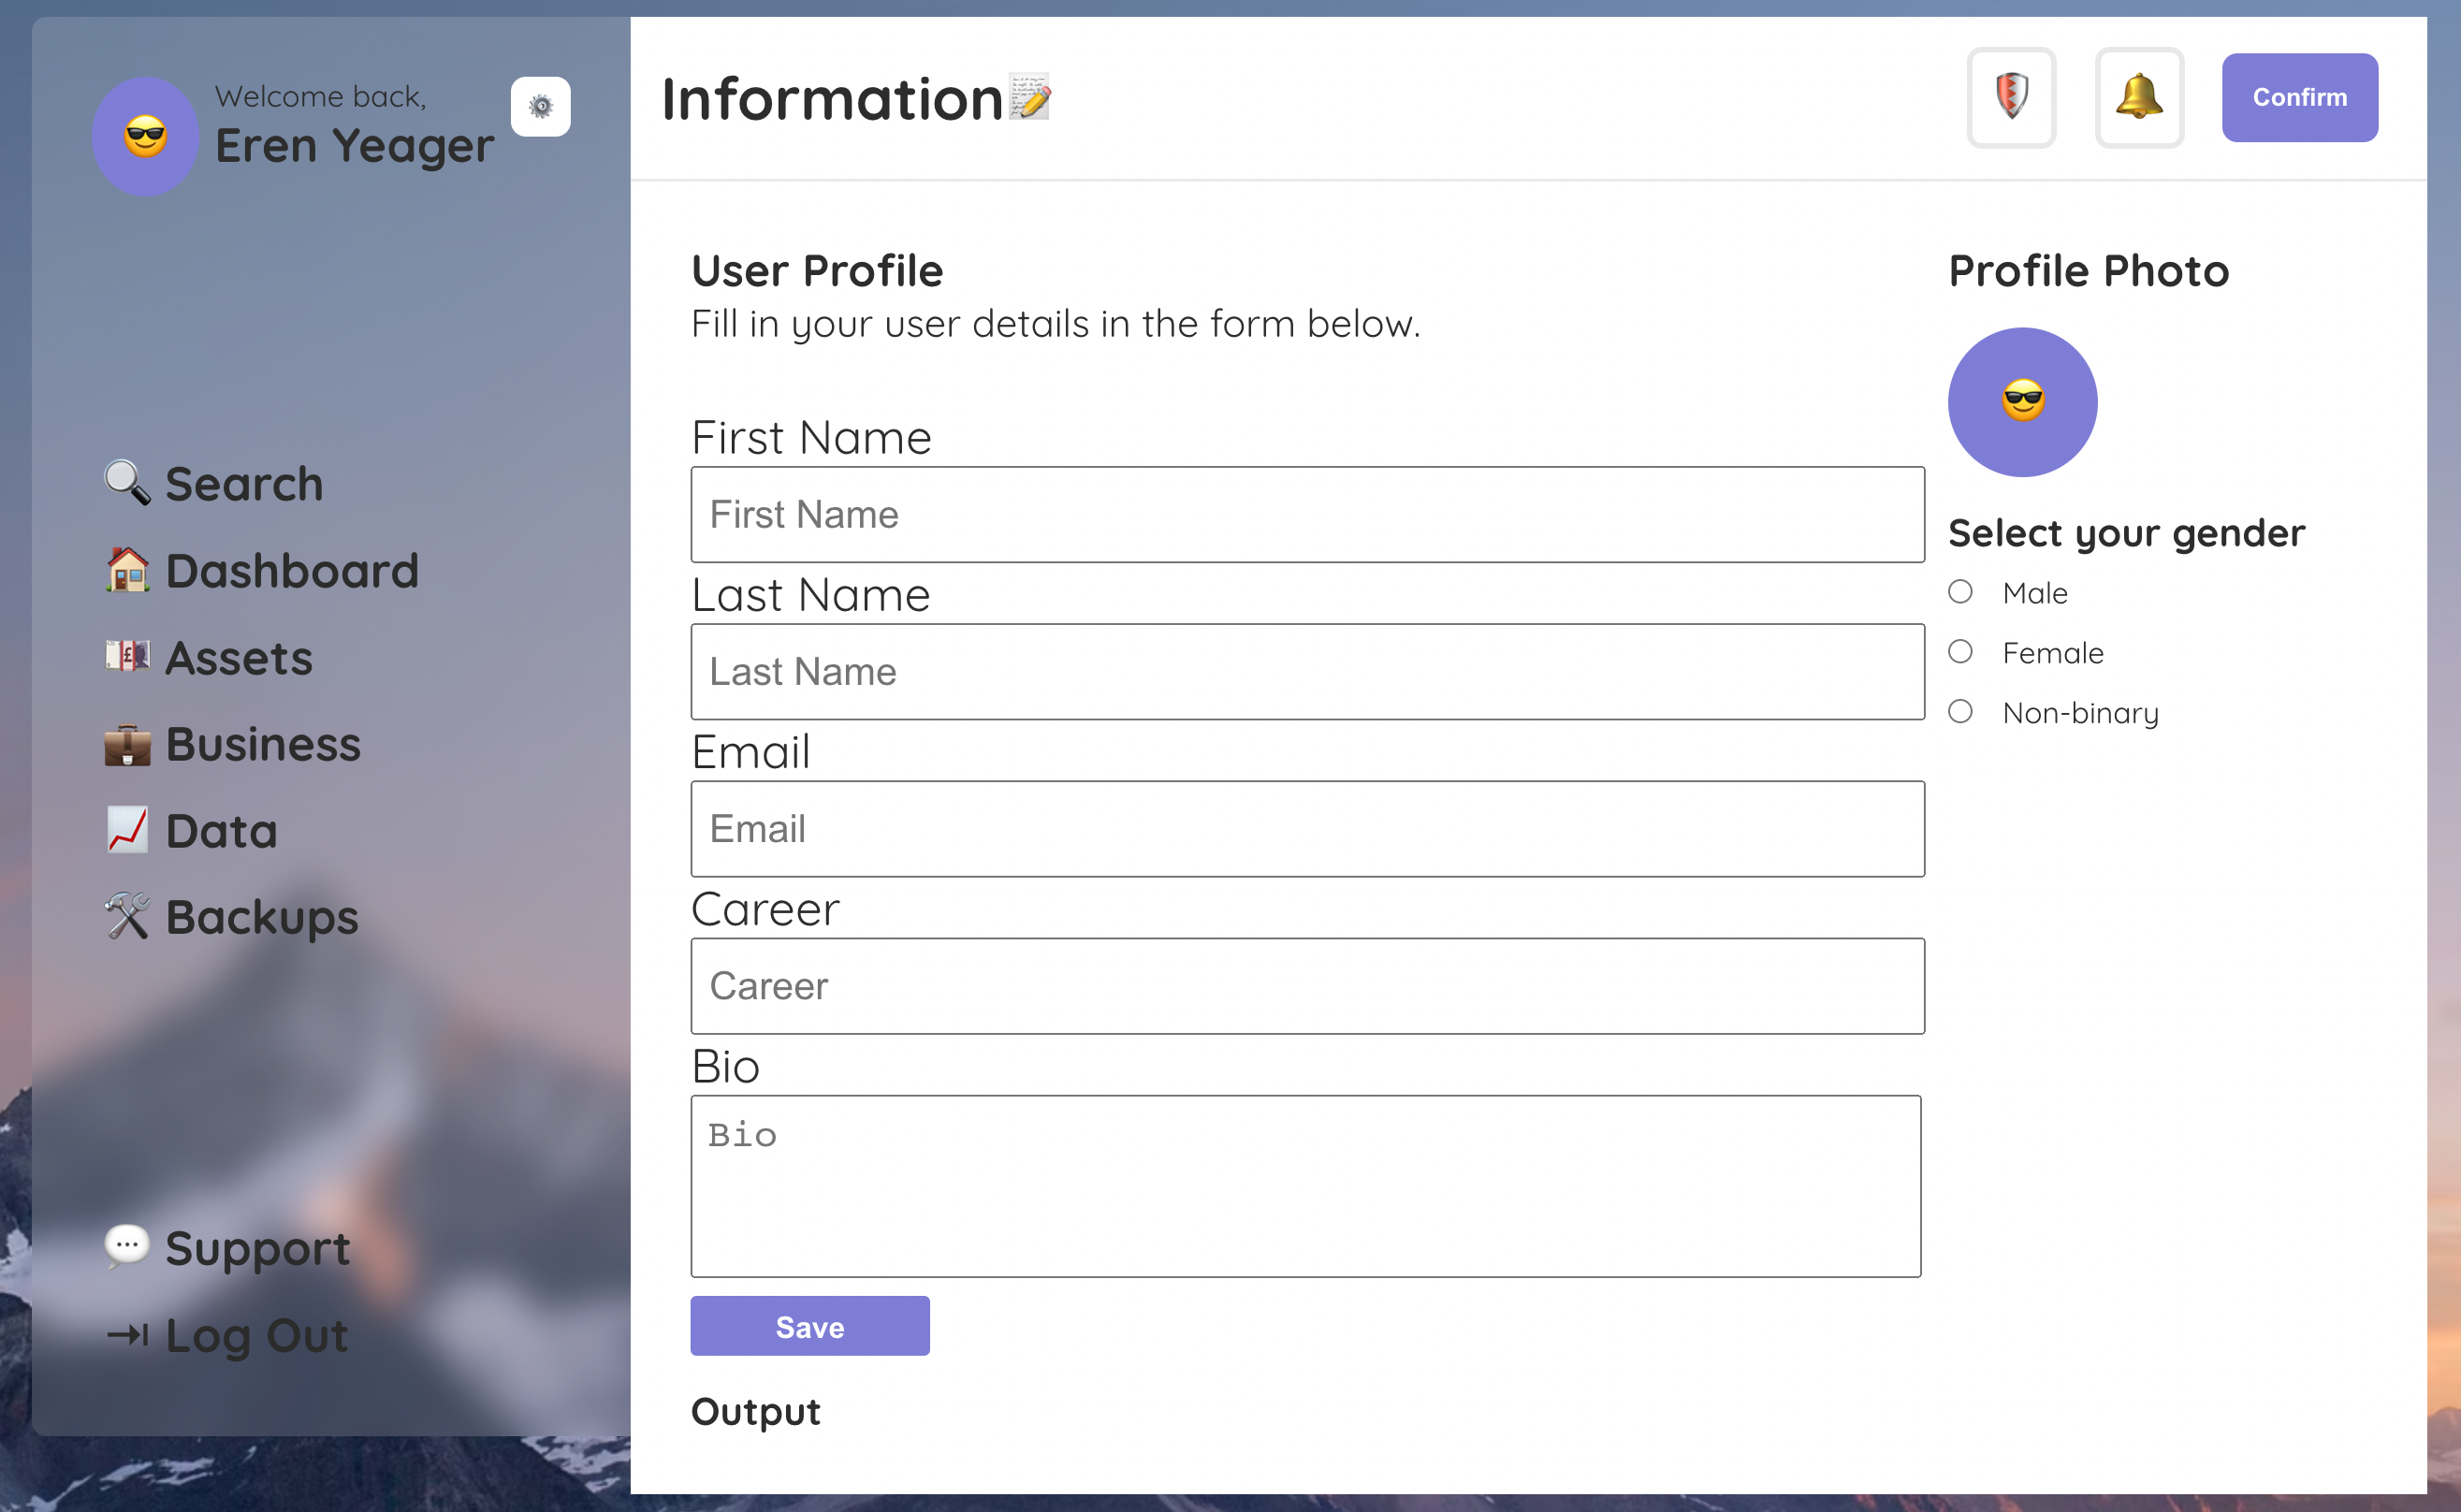 Welcome back,
Eren Yeager
Search
Dashboard
Assets
Business
Data
Backups
Support
Log Out
Information
Confirm
User Profile
Fill in your user details in the form below.
First Name
First Name
Last Name
Last Name
Email
Email
Career
Career
Bio
Bio
Save
Output
Profile Photo
Select your gender
Male
Female
Non-binary